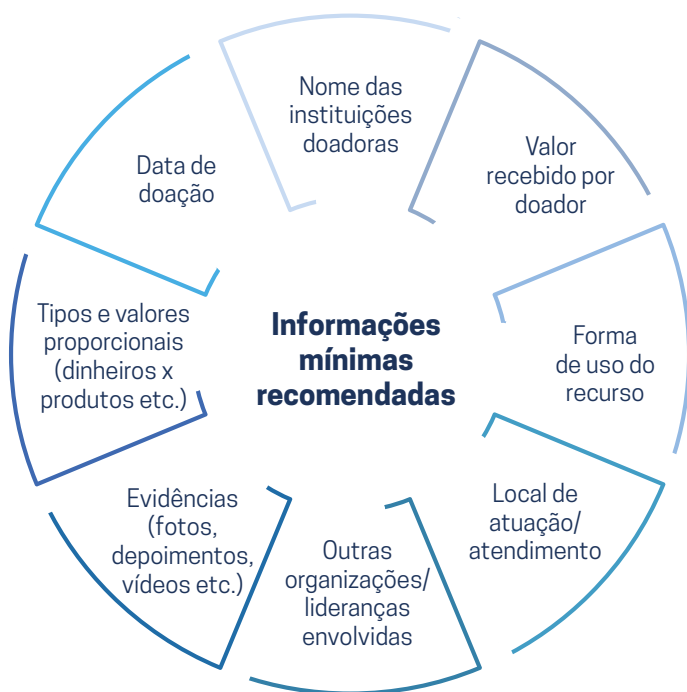 Informações
mínimas
recomendadas
Nome das
instituições
doadoras
Valor
recebido por
doador
Forma
de uso do
recurso
Local de
atuação/
atendimento
Outras
organizações/
lideranças
envolvidas
Evidências
(fotos,
depoimentos,
vídeos etc.)
Tipos e valores
proporcionais
(dinheiros x
produtos etc.)
Data de
doação